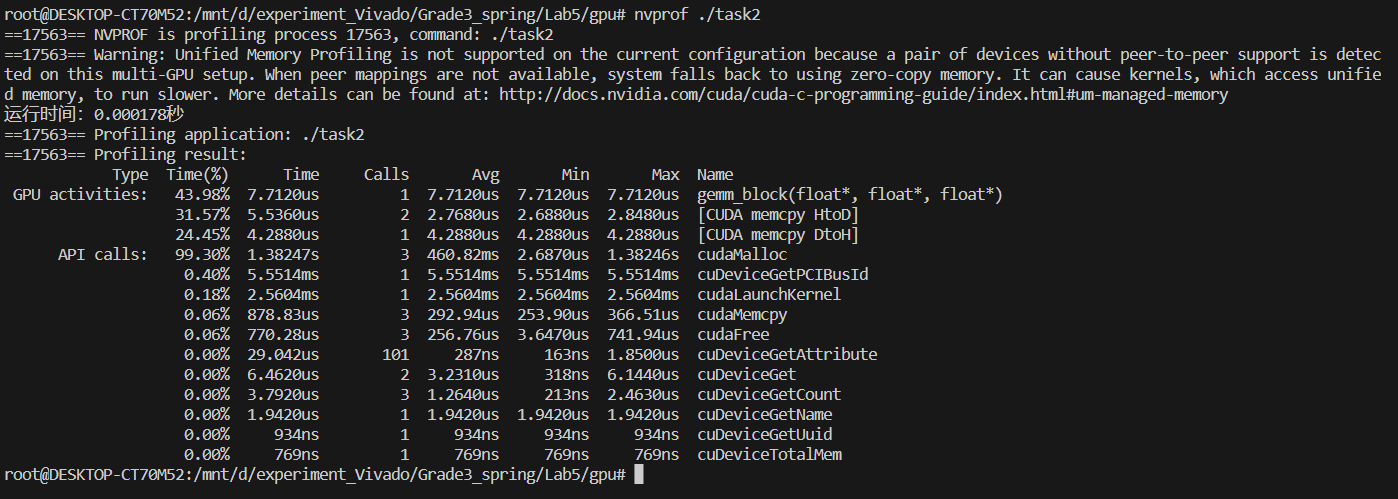 root@DESKTOP-CT70M52:/mnt/d/experiment_Vivado/Grade3_spring/Lab5/gpu# nvprof ./task2
==17563== NVPROF is profiling process 17563, command: ./task2
==17563== Warning: Unified Memory Profiling is not supported on the current configuration because a pair of devices without peer-to-peer support is detec
ted on this multi-GPU setup. When peer mappings are not available, system falls back to using zero-copy memory. It can cause kernels, which access unifie
d memory, to run slower. More details can be found at: http://docs.nvidia.com/cuda/cuda-c-programming-guide/index.html#um-managed-memory
运行时间: 0.000178秒
==17563== Profiling application: ./task2
==17563== Profiling result:
Type Time(%) Time Calls Avg Min Max Name
GPU activities: 43.98% 7.7120us 1 7.7120us 7.7120us 7.7120us gemm_block(float*, float*, float*)
31.57% 5.5360us 2 2.7680us 2.6880us 2.8480us [CUDA memcpy HtoD]
24.45% 4.2880us 1 4.2880us 4.2880us 4.2880us [CUDA memcpy DtoH]
API calls: 99.30% 1.38247s 3 460.82ms 2.6870us 1.38246s cudaMalloc
0.40% 5.5514ms 1 5.5514ms 5.5514ms 5.5514ms cuDeviceGetPCIBusId
0.18% 2.5604ms 1 2.5604ms 2.5604ms 2.5604ms cudaLaunchKernel
0.06% 878.83us 3 292.94us 253.90us 366.51us cudaMemcpy
0.06% 770.28us 3 256.76us 3.6470us 741.94us cudaFree
0.00% 29.042us 101 287ns 163ns 1.8500us cuDeviceGetAttribute
0.00% 6.4620us 2 3.2310us 318ns 6.1440us cuDeviceGet
0.00% 3.7920us 3 1.2640us 213ns 2.4630us cuDeviceGetCount
0.00% 1.9420us 1 1.9420us 1.9420us 1.9420us cuDeviceGetName
0.00% 934ns 1 934ns 934ns 934ns cuDeviceGetUuid
0.00% 769ns 1 769ns 769ns 769ns cuDeviceTotalMem
root@DESKTOP-CT70M52:/mnt/d/experiment_Vivado/Grade3_spring/Lab5/gpu#